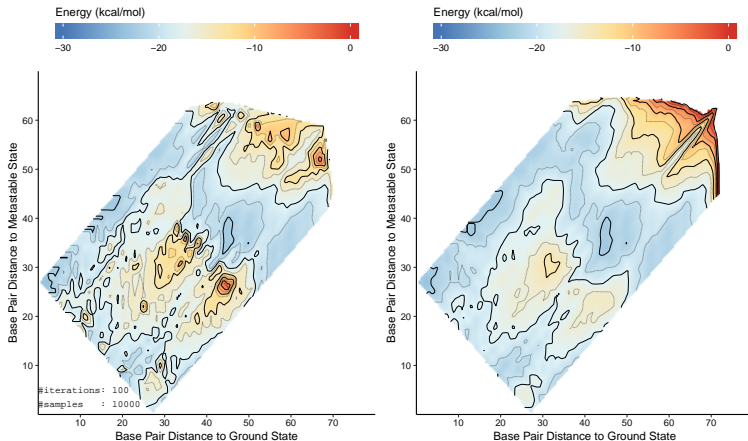 Energy (kcal/mol)
−30 −20 −10 0
Base Pair Distance to Metastable State
60
50
40
30
20
10
#iterations: 100
#samples : 10000
10 20 30 40 50 60 70
Base Pair Distance to Ground State
Energy (kcal/mol)
−30 −20 −10 0
Base Pair Distance to Metastable State
60
50
40
30
20
10
10 20 30 40 50 60 70
Base Pair Distance to Ground State